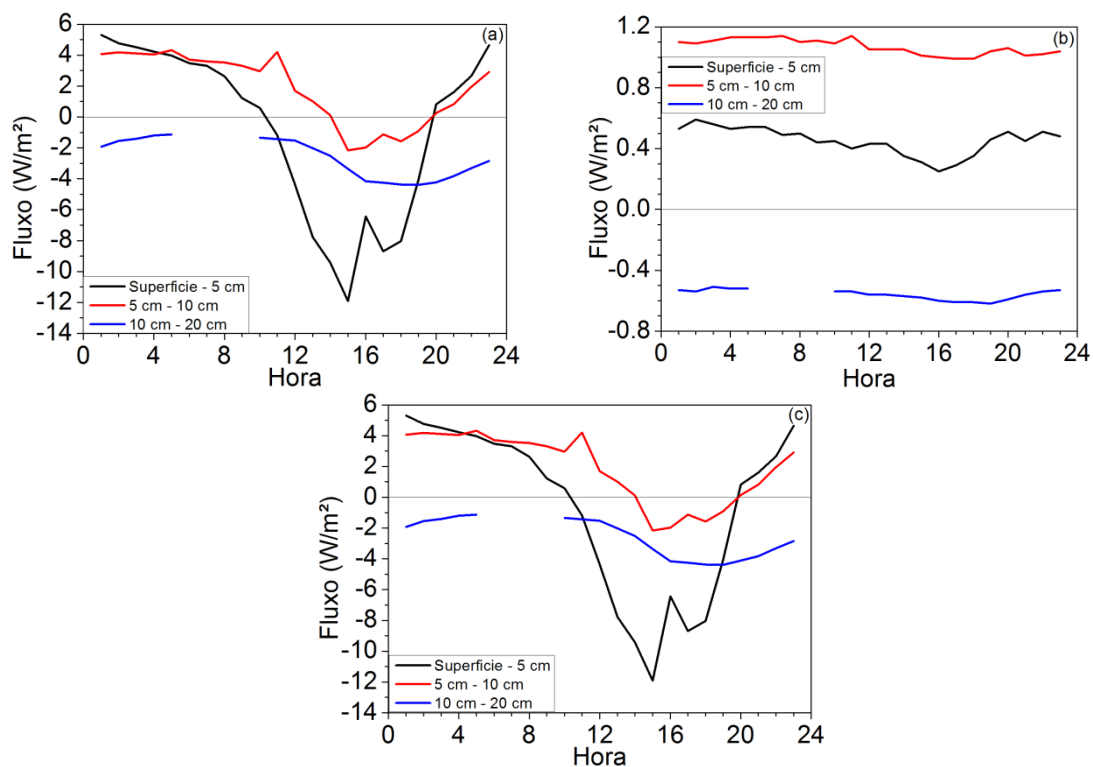 (a)
Fluxo (W/m²)
6
4
2
0
-2
-4
-6
-8
-10
-12
-14
Superficie - 5 cm
5 cm - 10 cm
10 cm - 20 cm
0 4 8 12 16 20 24
Hora
(b)
Fluxo (W/m²)
1.2
0.8
0.4
0.0
-0.4
-0.8
Superficie - 5 cm
5 cm - 10 cm
10 cm - 20 cm
0 4 8 12 16 20 24
Hora
(c)
Fluxo (W/m²)
6
4
2
0
-2
-4
-6
-8
-10
-12
-14
Superficie - 5 cm
5 cm - 10 cm
10 cm - 20 cm
0 4 8 12 16 20 24
Hora